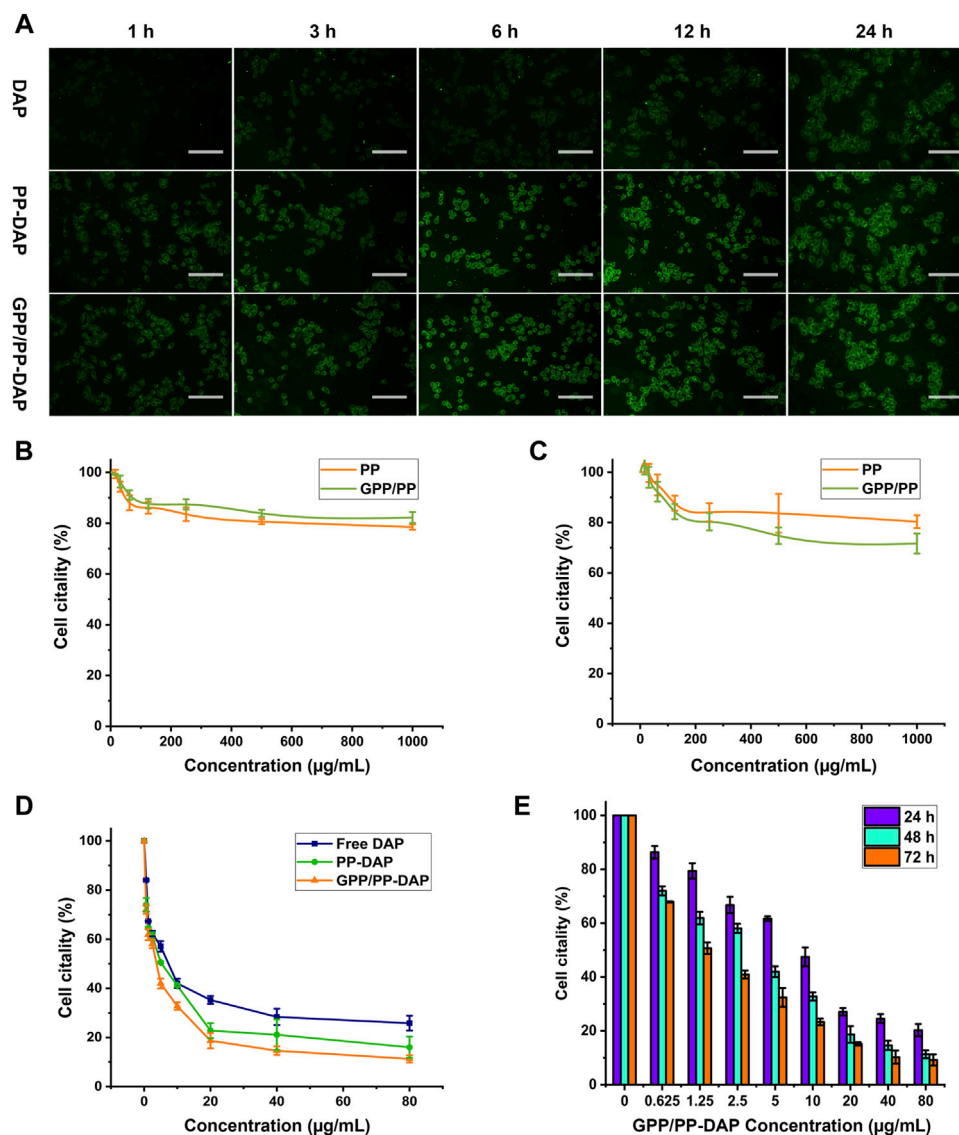 A
1 h 3 h 6 h 12 h 24 h
DAP
PP-DAP
GPP/PP-DAP
B
PP
GPP/PP
100
80
60
40
20
0
Cell citality (%)
0 200 400 600 800 1000
Concentration (µg/mL)
C
PP
GPP/PP
100
80
60
40
20
0
Cell citality (%)
0 200 400 600 800 1000
Concentration (µg/mL)
D
Free DAP
PP-DAP
GPP/PP-DAP
100
80
60
40
20
0
Cell citality (%)
0 20 40 60 80
Concentration (µg/mL)
E
24 h
48 h
72 h
100
80
60
40
20
0
Cell citality (%)
0 0.625 1.25 2.5 5 10 20 40 80
GPP/PP-DAP Concentration (µg/mL)